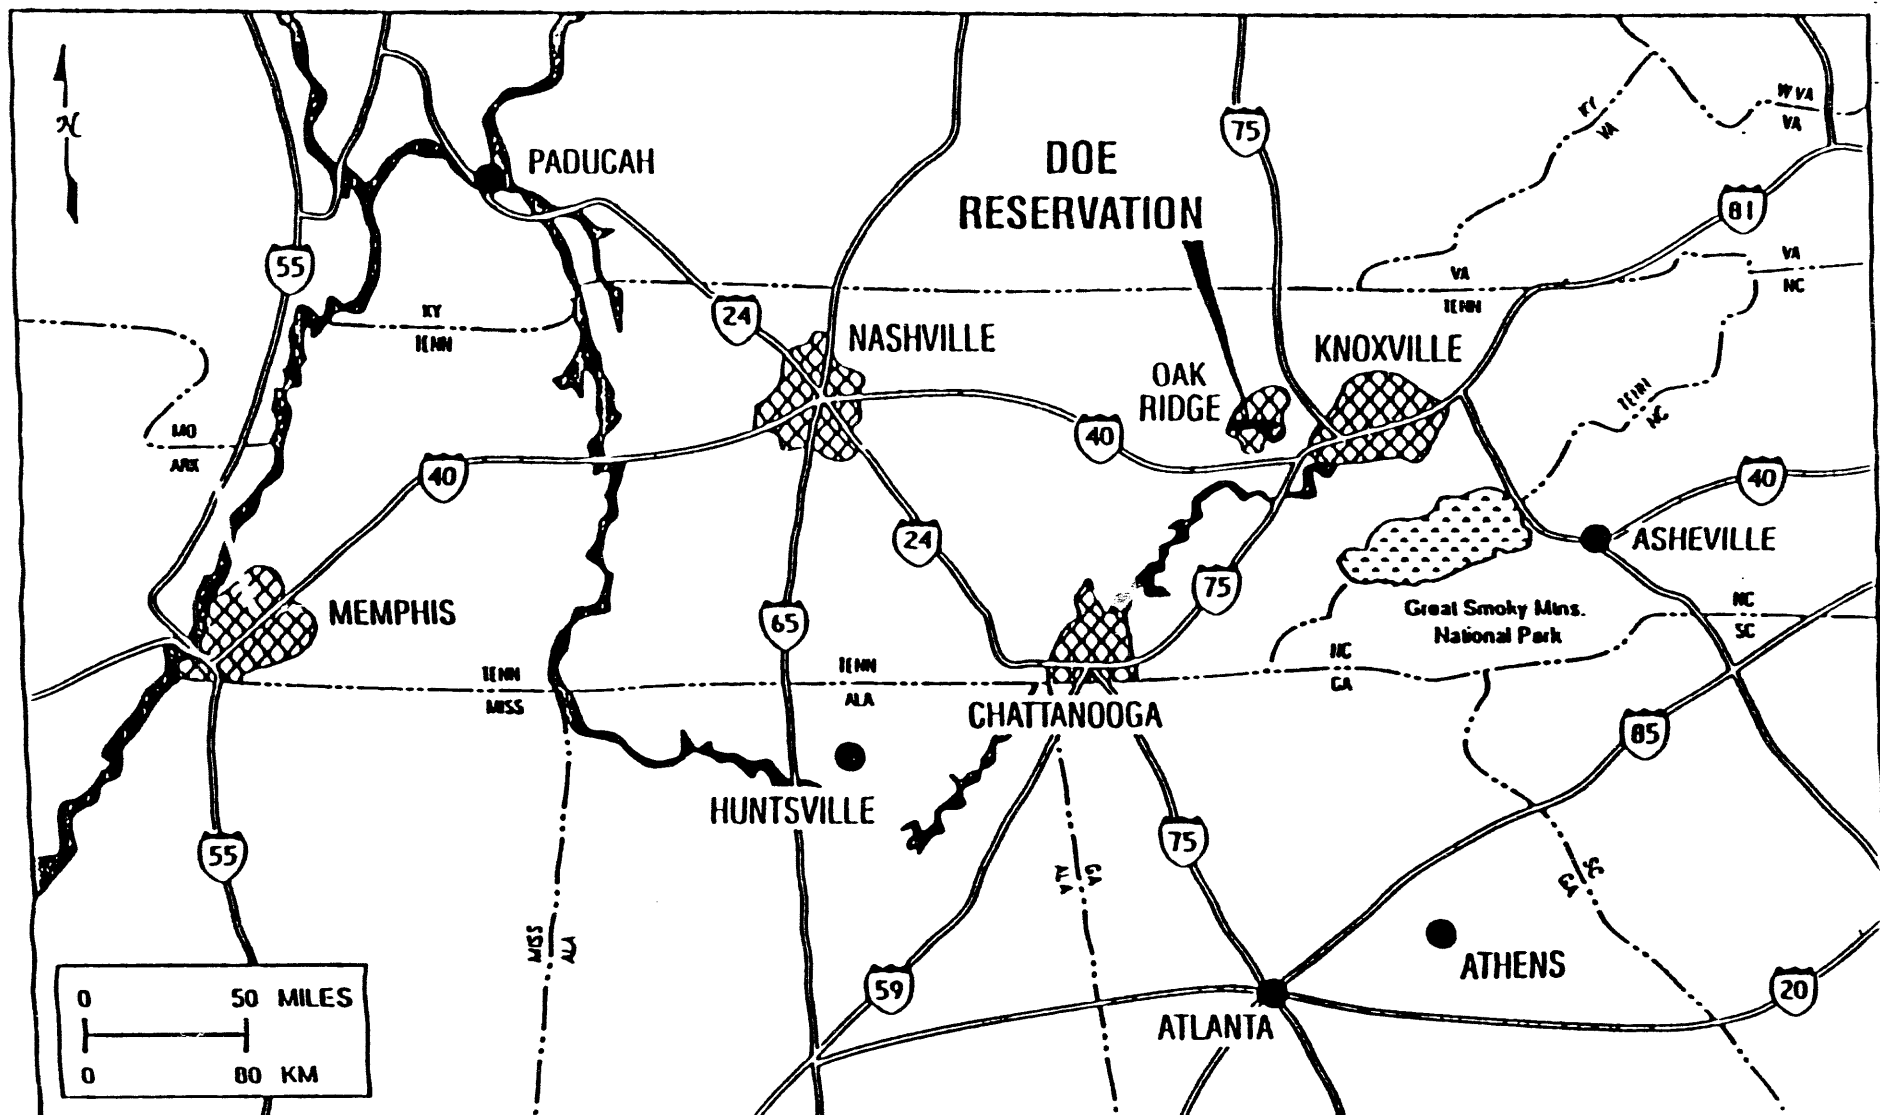 N
PADUCAH
DOE
RESERVATION
75
W VA
VA
KY
VA
81
55
24
VA
TENN
VA
NC
KY
TENN
NASHVILLE
KNOXVILLE
OAK
RIDGE
TENN
NC
MO
ARK
40
40
40
24
ASHEVILLE
75
MEMPHIS
65
Great Smoky Mtns.
National Park
NC
SC
TENN
MISS
TENN
ALA
NC
GA
CHATTANOOGA
85
HUNTSVILLE
55
75
GA
ALA
SC
GA
MISS
ALA
ATHENS
59
20
ATLANTA
0 50 MILES
0 80 KM